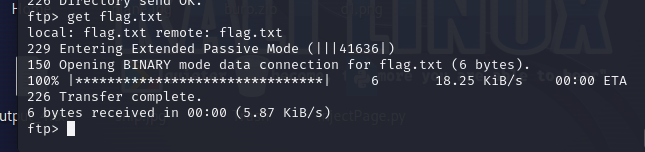 226 Directory send OK.
ftp> get flag.txt
local: flag.txt remote: flag.txt
229 Entering Extended Passive Mode (|||41636|)
150 Opening BINARY mode data connection for flag.txt (6 bytes).
100% |*******************************| 6 18.25 KiB/s 00:00 ETA
226 Transfer complete.
6 bytes received in 00:00 (5.87 KiB/s)
ftp>
ectPage.py